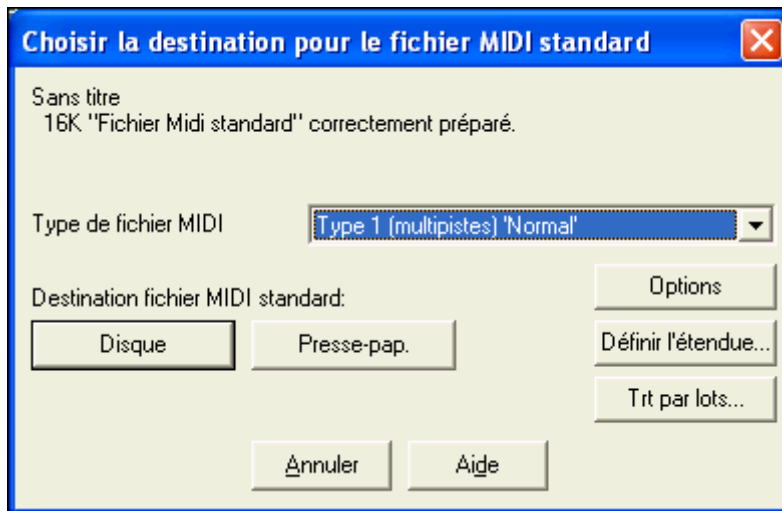 Choisir la destination pour le fichier MIDI standard
Sans titre
16K "Fichier Midi standard" correctement préparé.
Type de fichier MIDI
Type 1 (multipistes) 'Normal'
Options
Destination fichier MIDI standard:
Disque
Presse-pap.
Définir l'étendue...
Trt par lots...
Annuler
Aide